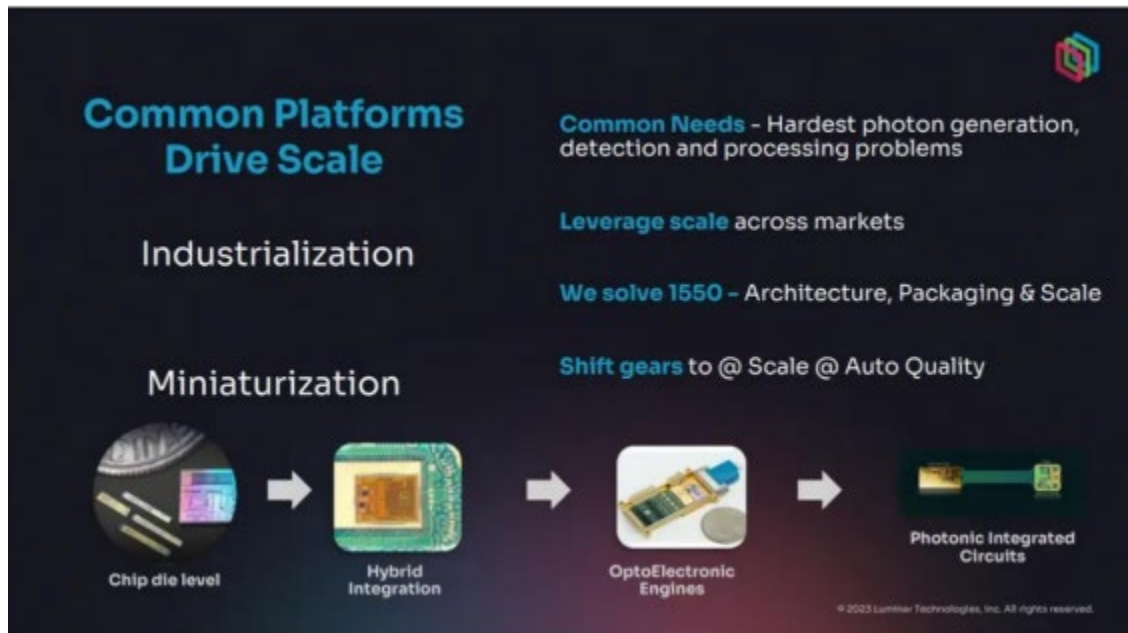 Common Platforms
Drive Scale
Industrialization
Miniaturization
Common Needs - Hardest photon generation,
detection and processing problems
Leverage scale across markets
We solve 1550 – Architecture, Packaging & Scale
Shift gears to @ Scale @ Auto Quality
Chip die level
Hybrid
Integration
OptoElectronic
Engines
Photonic Integrated
Circuits
© 2023 Luminar Technologies, Inc. All rights reserved.